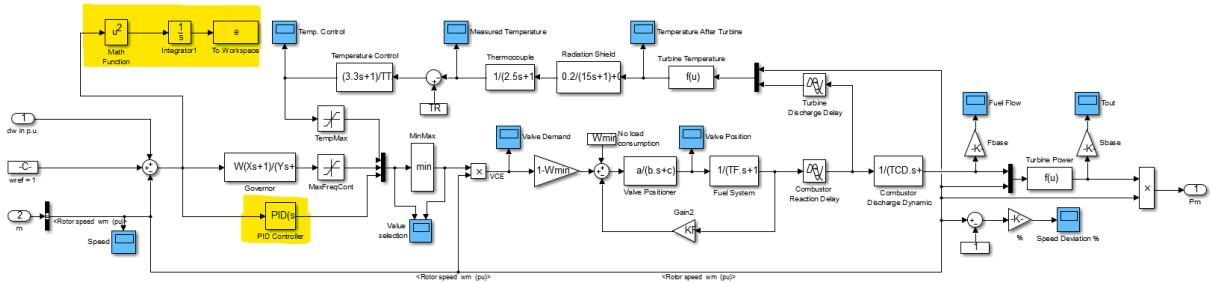 Temp. Control
Measured Temperature
Temperature After Turbine
u²
Math
Function
1
s
Integrator1
e
To Workspace
Temperature Control
(3.3s+1)/TT
Thermocouple
1/(2.5s+1
Radiation Shield
0.2/(15s+1)+0
Turbine Temperature
f(u)
TR
Turbine
Discharge Delay
Fuel Flow
Tout
1
dw in p.u.
-C-
wref = 1
2
m
<Rotor speed wm (pu)>
Speed
W(Xs+1)/(Ys+
Governor
TempMax
MaxFreqCont
PID(s
PID Controller
MinMax
min
Value
selection
×
VCE
Valve Demand
1-Wmin
Wmin
No load
consumption
Valve Position
a/(b.s+c)
Valve Positioner
1/(TF.s+1
Fuel System
Gain2
KF
Combustor
Reaction Delay
1/(TCD.s+
Combustor
Discharge Dynamic
-K-
Fbase
-K-
Sbase
Turbine Power
f(u)
×
1
Pm
1
-K-
%
Speed Deviation %
<Rotor speed wm (pu)>
<Rotor speed wm (pu)>